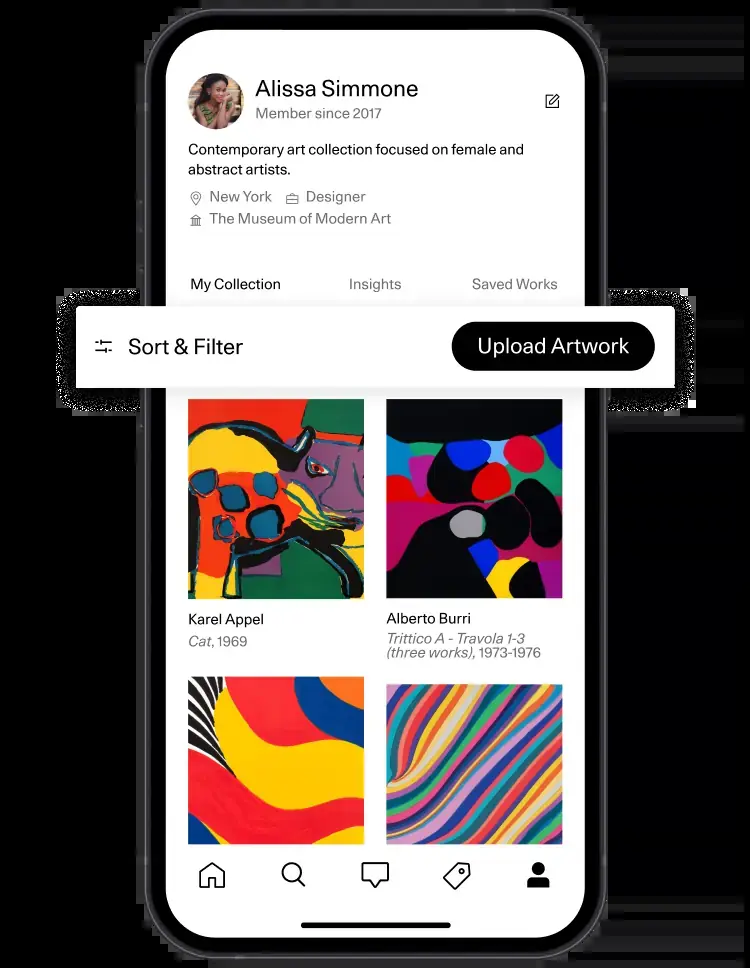 Alissa Simmone
Member since 2017
Contemporary art collection focused on female and
abstract artists.
New York Designer
The Museum of Modern Art
My Collection Insights Saved Works
Sort & Filter Upload Artwork
Karel Appel
Cat, 1969
Alberto Burri
Trittico A - Travola 1-3
(three works), 1973-1976